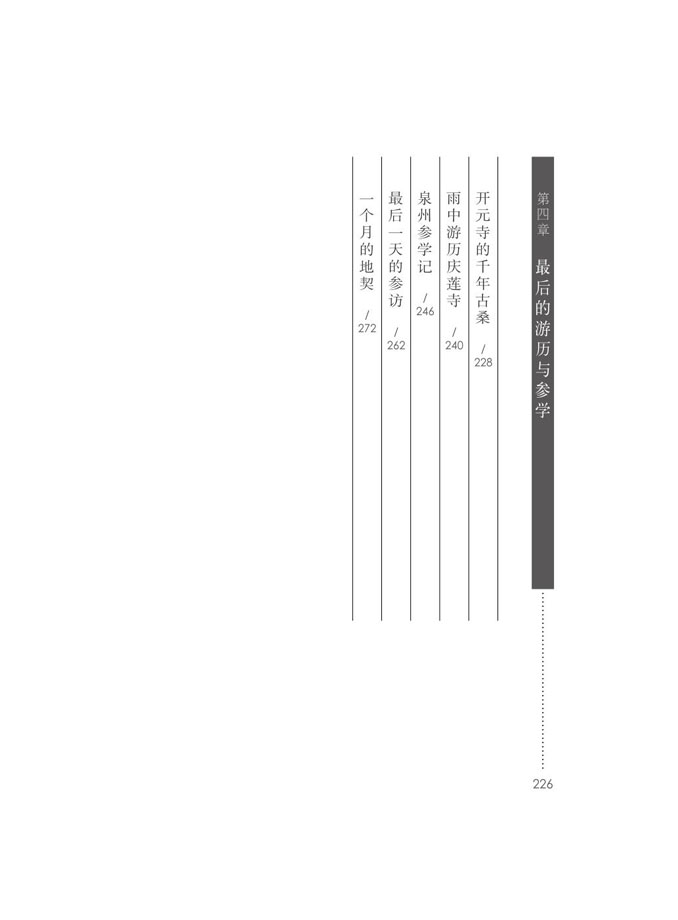 第四章 最后的游历与参学
226
开元寺的千年古桑 / 228
雨中游历庆莲寺 / 240
泉州参学记 / 246
最后一天的参访 / 262
一个月的地契 / 272